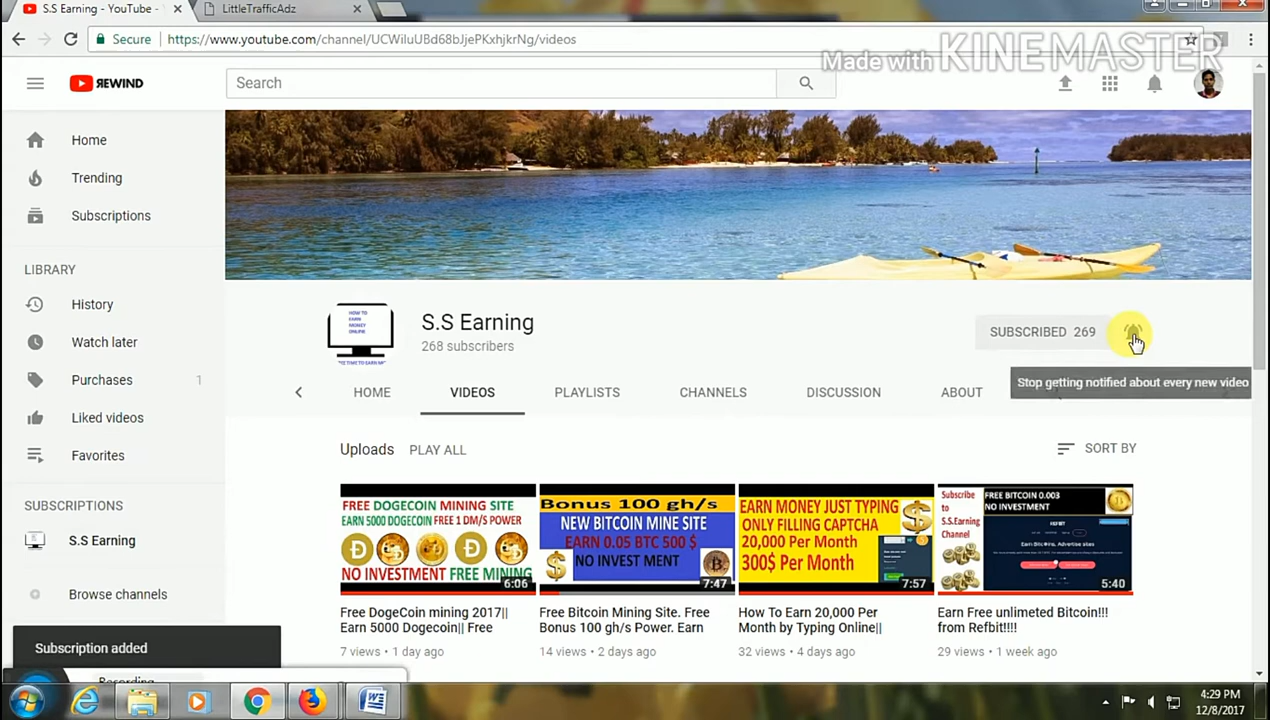 S.S Earning - YouTube -
LittleTrafficAdz
Secure
https://www.youtube.com/channel/UCWiluUBd68bJjePKxhjkrNg/videos
Made with KINEMASTER
REWIND
Search
Home
Trending
Subscriptions
LIBRARY
History
Watch later
Purchases 1
Liked videos
Favorites
SUBSCRIPTIONS
S.S Earning
Browse channels
Subscription added
HOW TO
EARN
MONEY
ONLINE
S.S Earning
268 subscribers
SUBSCRIBED 269
Stop getting notified about every new video
HOME VIDEOS PLAYLISTS CHANNELS DISCUSSION ABOUT
Uploads PLAY ALL
SORT BY
FREE DOGECOIN MINING SITE
EARN 5000 DOGECOIN FREE 1 DM/S POWER
NO INVESTMENT FREE MINING
6:06
Free DogeCoin mining 2017||
Earn 5000 Dogecoin|| Free
7 views • 1 day ago
Bonus 100 gh/s
NEW BITCOIN MINE SITE
EARN 0.05 BTC 500 $
NO INVEST MENT
7:47
Free Bitcoin Mining Site. Free
Bonus 100 gh/s Power. Earn
14 views • 2 days ago
EARN MONEY JUST TYPING
ONLY FILLING CAPTCHA
20,000 Per Month
300$ Per Month
7:57
How To Earn 20,000 Per
Month by Typing Online||
32 views • 4 days ago
Subscribe
to
S.S.Earning
Channel
FREE BITCOIN 0.003
NO INVESTMENT
5:40
Earn Free unlimeted Bitcoin!!!
from Refbit!!!!
29 views • 1 week ago
Recording
4:29 PM
12/8/2017